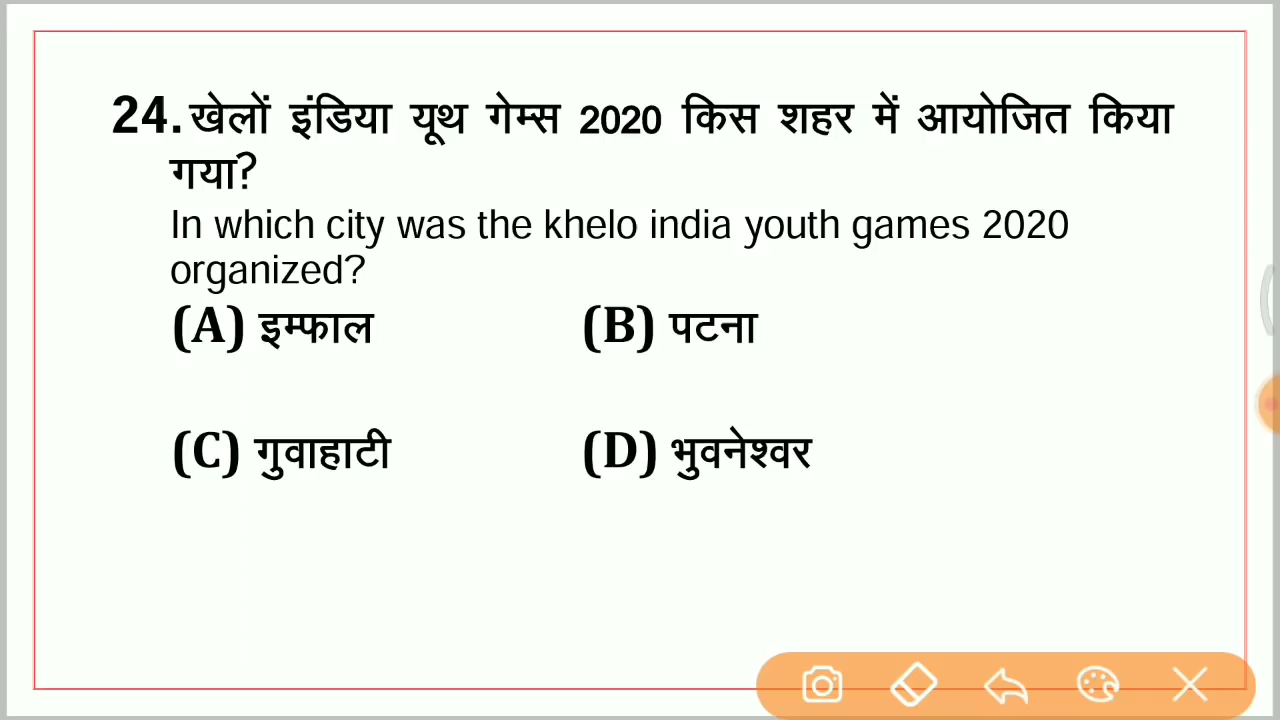 24. खेलों इंडिया यूथ गेम्स 2020 किस शहर में आयोजित किया
गया?
In which city was the khelo india youth games 2020
organized?
(A) इम्फाल (B) पटना
(C) गुवाहाटी (D) भुवनेश्वर